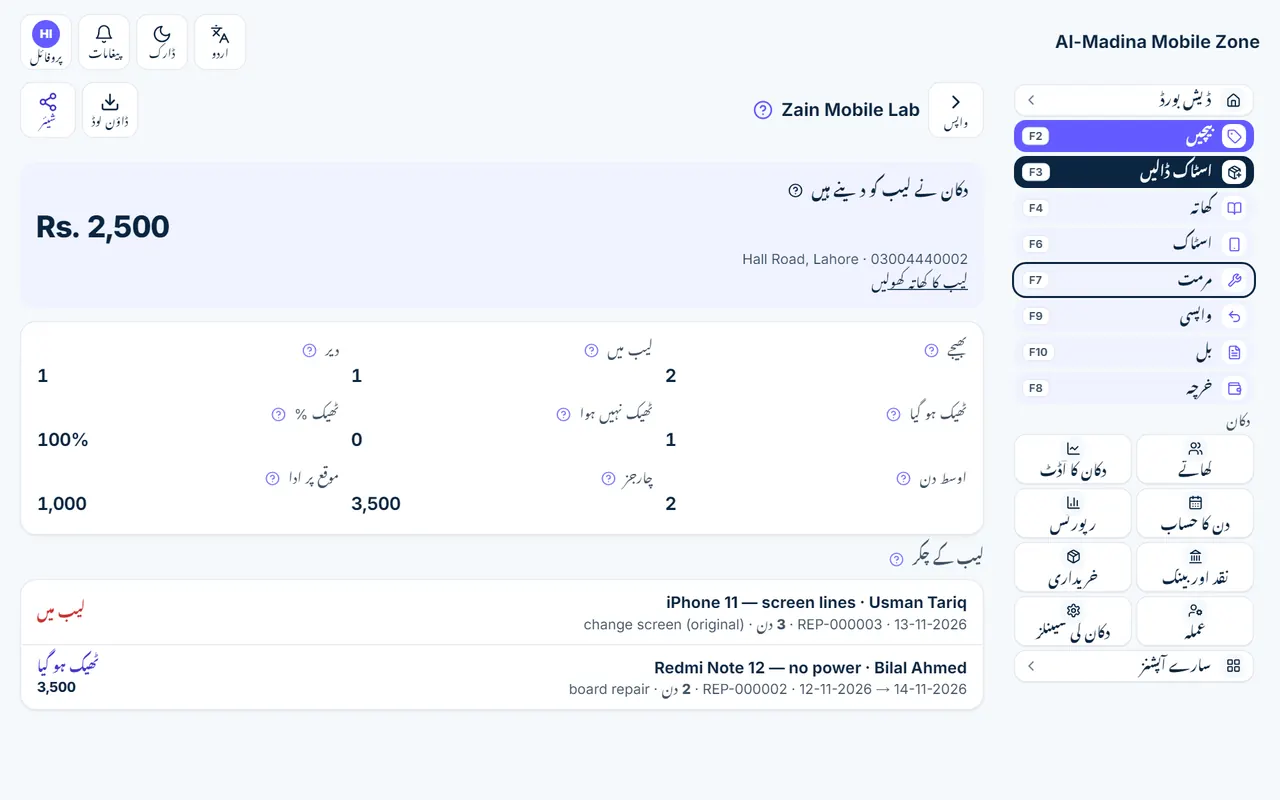 Al-Madina Mobile Zone
اردو
ڈارک
پیغامات
HI
پروفائل
ڈیش بورڈ
بیچیں F2
اسٹاک ڈالیں F3
کھاتہ F4
اسٹاک F6
مرمت F7
واپسی F9
بل F10
خرچہ F8
دکان
کھاتے
دکان کا آڈٹ
دن کا حساب
رپورٹس
نقد اور بینک
خریداری
عملہ
دکان کی سیٹنگز
سارے آپشنز
واپس
Zain Mobile Lab
ڈاؤن لوڈ
شیئر
دکان نے لیب کو دینے ہیں
Rs. 2,500
Hall Road, Lahore · 03004440002
لیب کا کھاتہ کھولیں
بھیجے
2
لیب میں
1
دیر
1
ٹھیک ہو گیا
1
ٹھیک نہیں ہوا
0
ٹھیک %
100%
اوسط دن
2
چارجز
3,500
موقع پر ادا
1,000
لیب کے چکر
iPhone 11 — screen lines · Usman Tariq
change screen (original) · دن 3 · REP-000003 · 13-11-2026
لیب میں
Redmi Note 12 — no power · Bilal Ahmed
board repair · دن 2 · REP-000002 · 12-11-2026 → 14-11-2026
ٹھیک ہو گیا
3,500